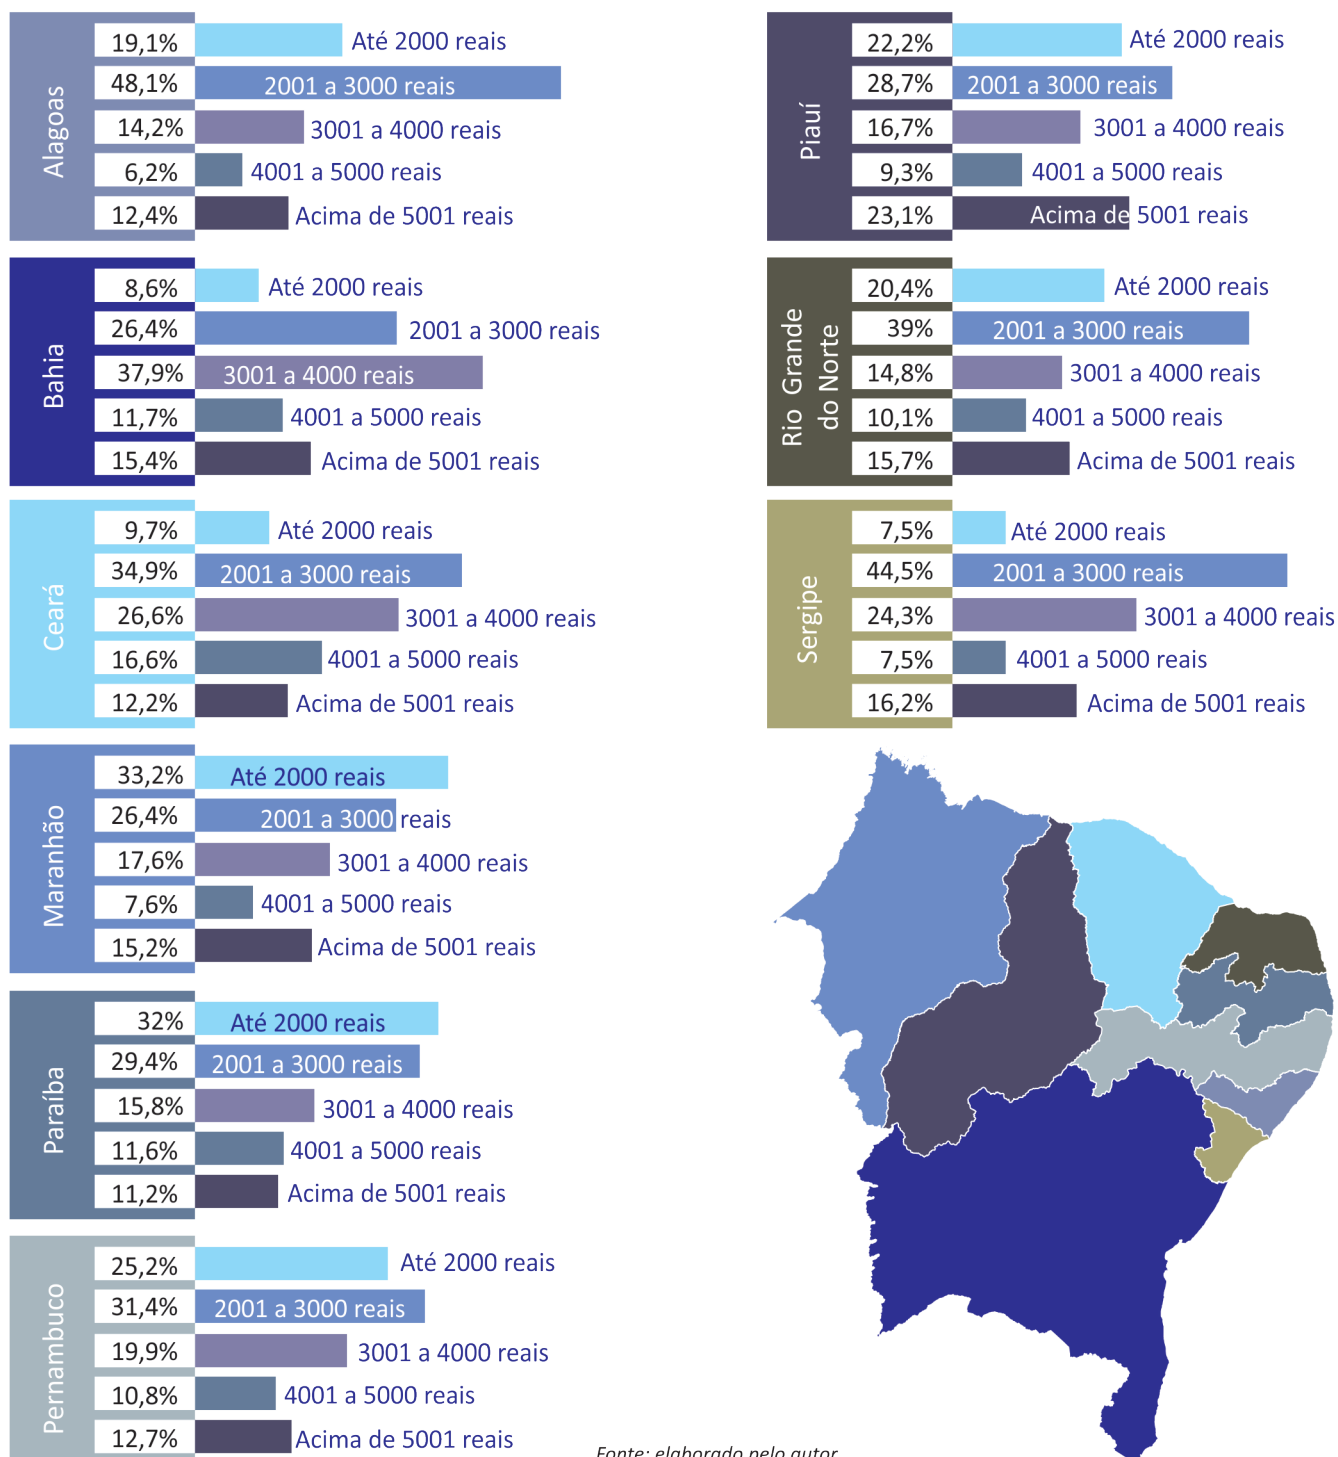 Alagoas
19,1% Até 2000 reais
48,1% 2001 a 3000 reais
14,2% 3001 a 4000 reais
6,2% 4001 a 5000 reais
12,4% Acima de 5001 reais
Bahia
8,6% Até 2000 reais
26,4% 2001 a 3000 reais
37,9% 3001 a 4000 reais
11,7% 4001 a 5000 reais
15,4% Acima de 5001 reais
Ceará
9,7% Até 2000 reais
34,9% 2001 a 3000 reais
26,6% 3001 a 4000 reais
16,6% 4001 a 5000 reais
12,2% Acima de 5001 reais
Maranhão
33,2% Até 2000 reais
26,4% 2001 a 3000 reais
17,6% 3001 a 4000 reais
7,6% 4001 a 5000 reais
15,2% Acima de 5001 reais
Paraíba
32% Até 2000 reais
29,4% 2001 a 3000 reais
15,8% 3001 a 4000 reais
11,6% 4001 a 5000 reais
11,2% Acima de 5001 reais
Pernambuco
25,2% Até 2000 reais
31,4% 2001 a 3000 reais
19,9% 3001 a 4000 reais
10,8% 4001 a 5000 reais
12,7% Acima de 5001 reais
Piauí
22,2% Até 2000 reais
28,7% 2001 a 3000 reais
16,7% 3001 a 4000 reais
9,3% 4001 a 5000 reais
23,1% Acima de 5001 reais
Rio Grande
do Norte
20,4% Até 2000 reais
39% 2001 a 3000 reais
14,8% 3001 a 4000 reais
10,1% 4001 a 5000 reais
15,7% Acima de 5001 reais
Sergipe
7,5% Até 2000 reais
44,5% 2001 a 3000 reais
24,3% 3001 a 4000 reais
7,5% 4001 a 5000 reais
16,2% Acima de 5001 reais
Fonte: elaborado pelo autor